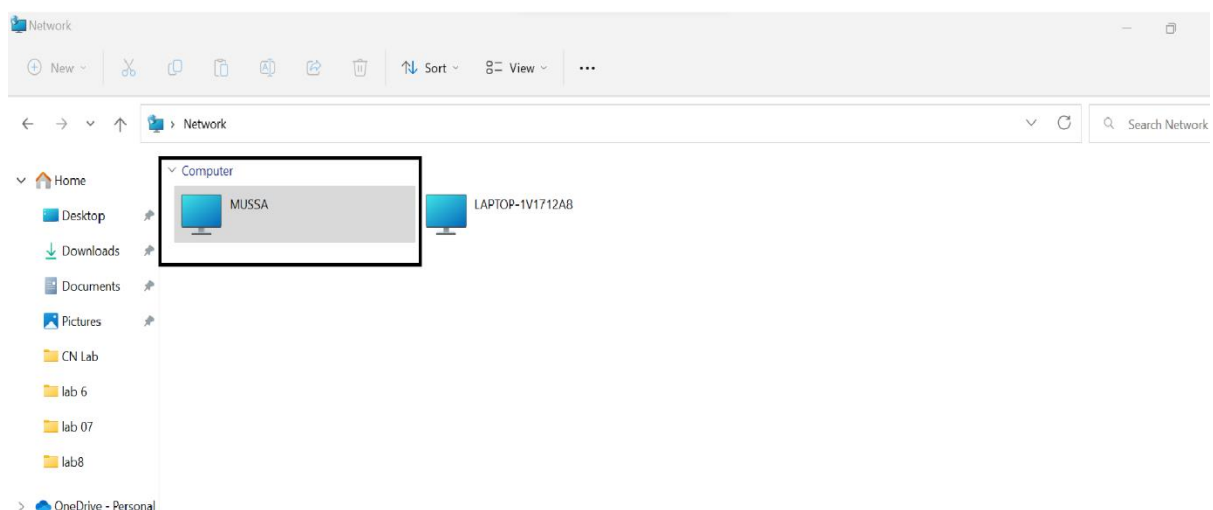 Network
New
Sort
View
Network
Search Network
Home
Desktop
Downloads
Documents
Pictures
CN Lab
lab 6
lab 07
lab8
OneDrive - Personal
Computer
MUSSA
LAPTOP-1V1712A8